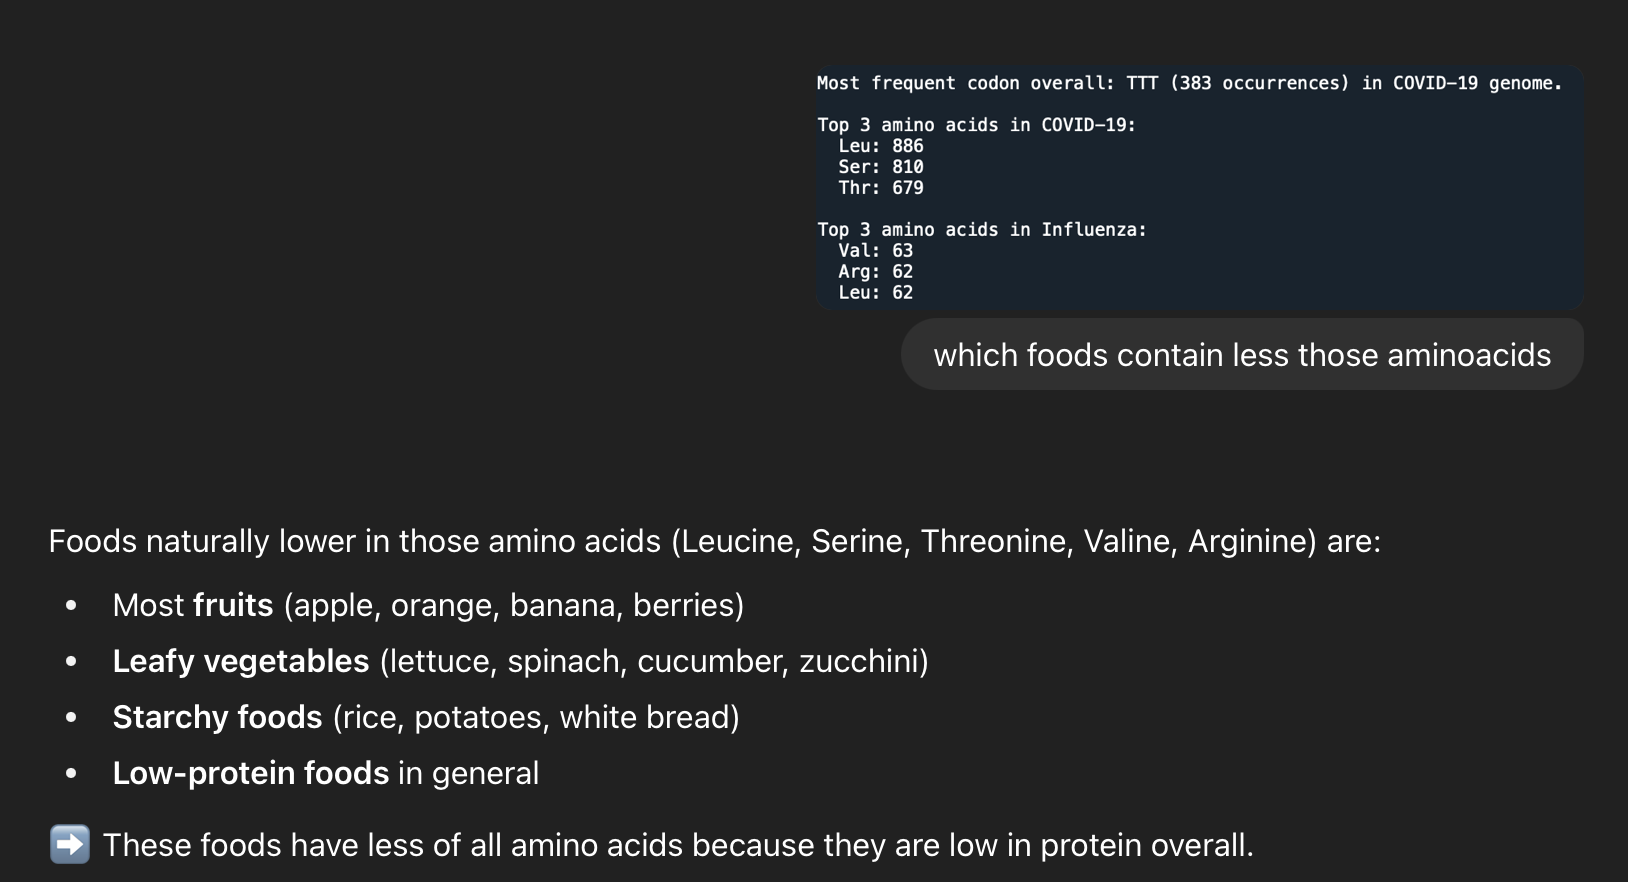 Most frequent codon overall: TTT (383 occurrences) in COVID-19 genome.
Top 3 amino acids in COVID-19:
Leu: 886
Ser: 810
Thr: 679
Top 3 amino acids in Influenza:
Val: 63
Arg: 62
Leu: 62
which foods contain less those aminoacids
Foods naturally lower in those amino acids (Leucine, Serine, Threonine, Valine, Arginine) are:
• Most fruits (apple, orange, banana, berries)
• Leafy vegetables (lettuce, spinach, cucumber, zucchini)
• Starchy foods (rice, potatoes, white bread)
• Low-protein foods in general
➡️ These foods have less of all amino acids because they are low in protein overall.